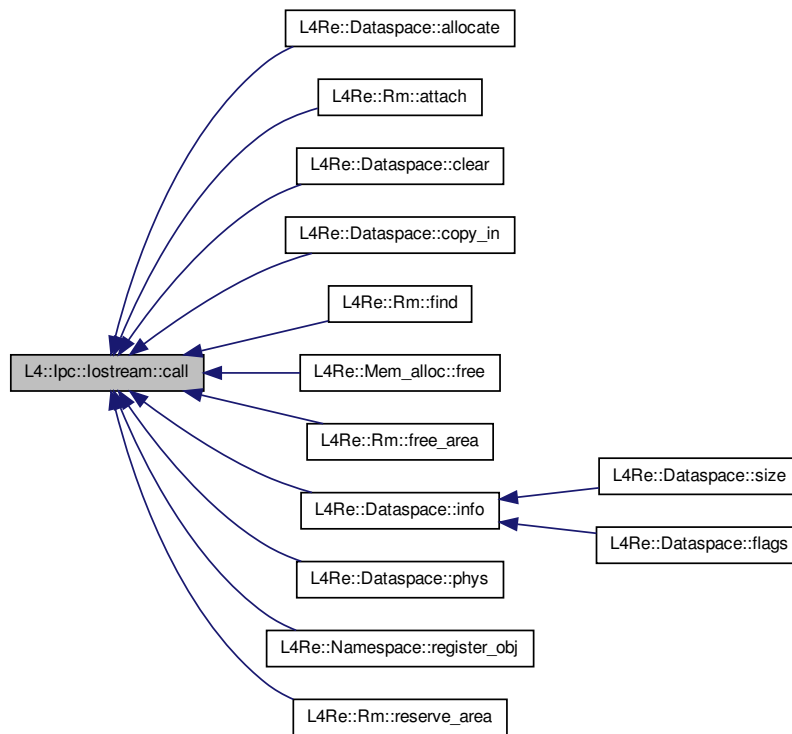 L4Re::Dataspace::allocate
L4Re::Rm::attach
L4Re::Dataspace::clear
L4Re::Dataspace::copy_in
L4Re::Rm::find
L4::Ipc::Iostream::call
L4Re::Mem_alloc::free
L4Re::Rm::free_area
L4Re::Dataspace::info
L4Re::Dataspace::size
L4Re::Dataspace::flags
L4Re::Dataspace::phys
L4Re::Namespace::register_obj
L4Re::Rm::reserve_area